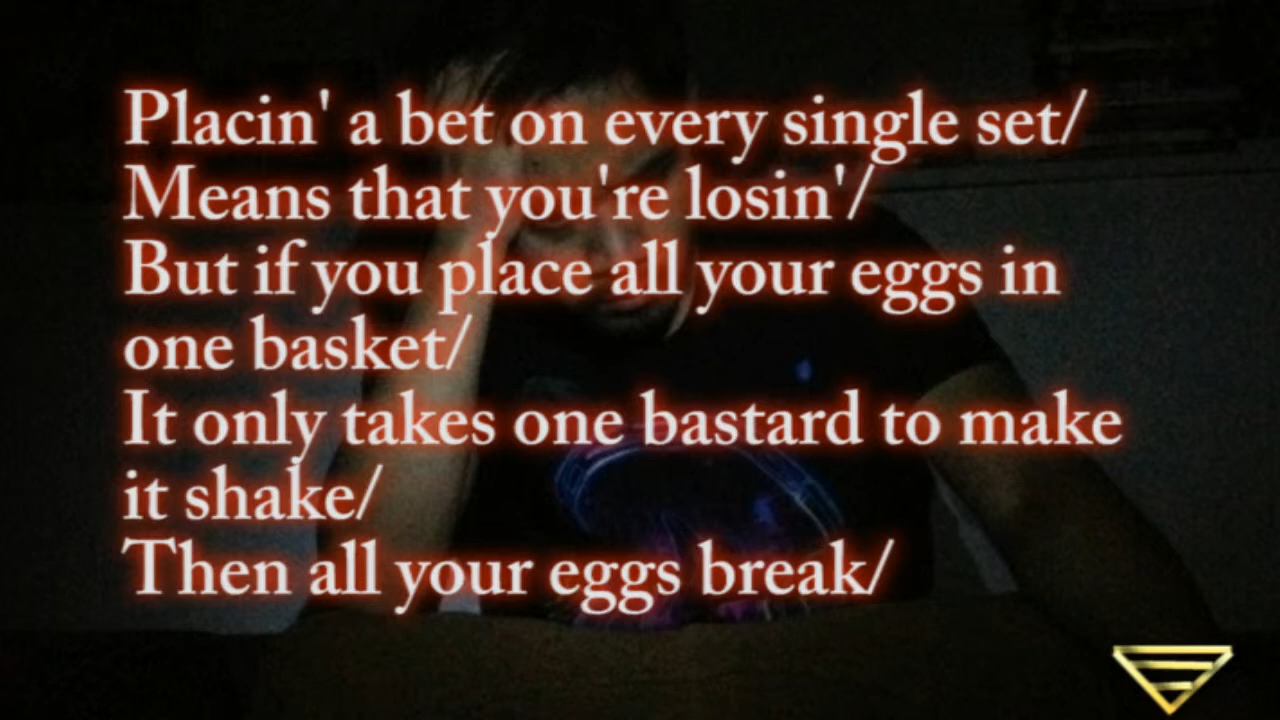 Placin' a bet on every single set/
Means that you're losin'/
But if you place all your eggs in
one basket/
It only takes one bastard to make
it shake/
Then all your eggs break/